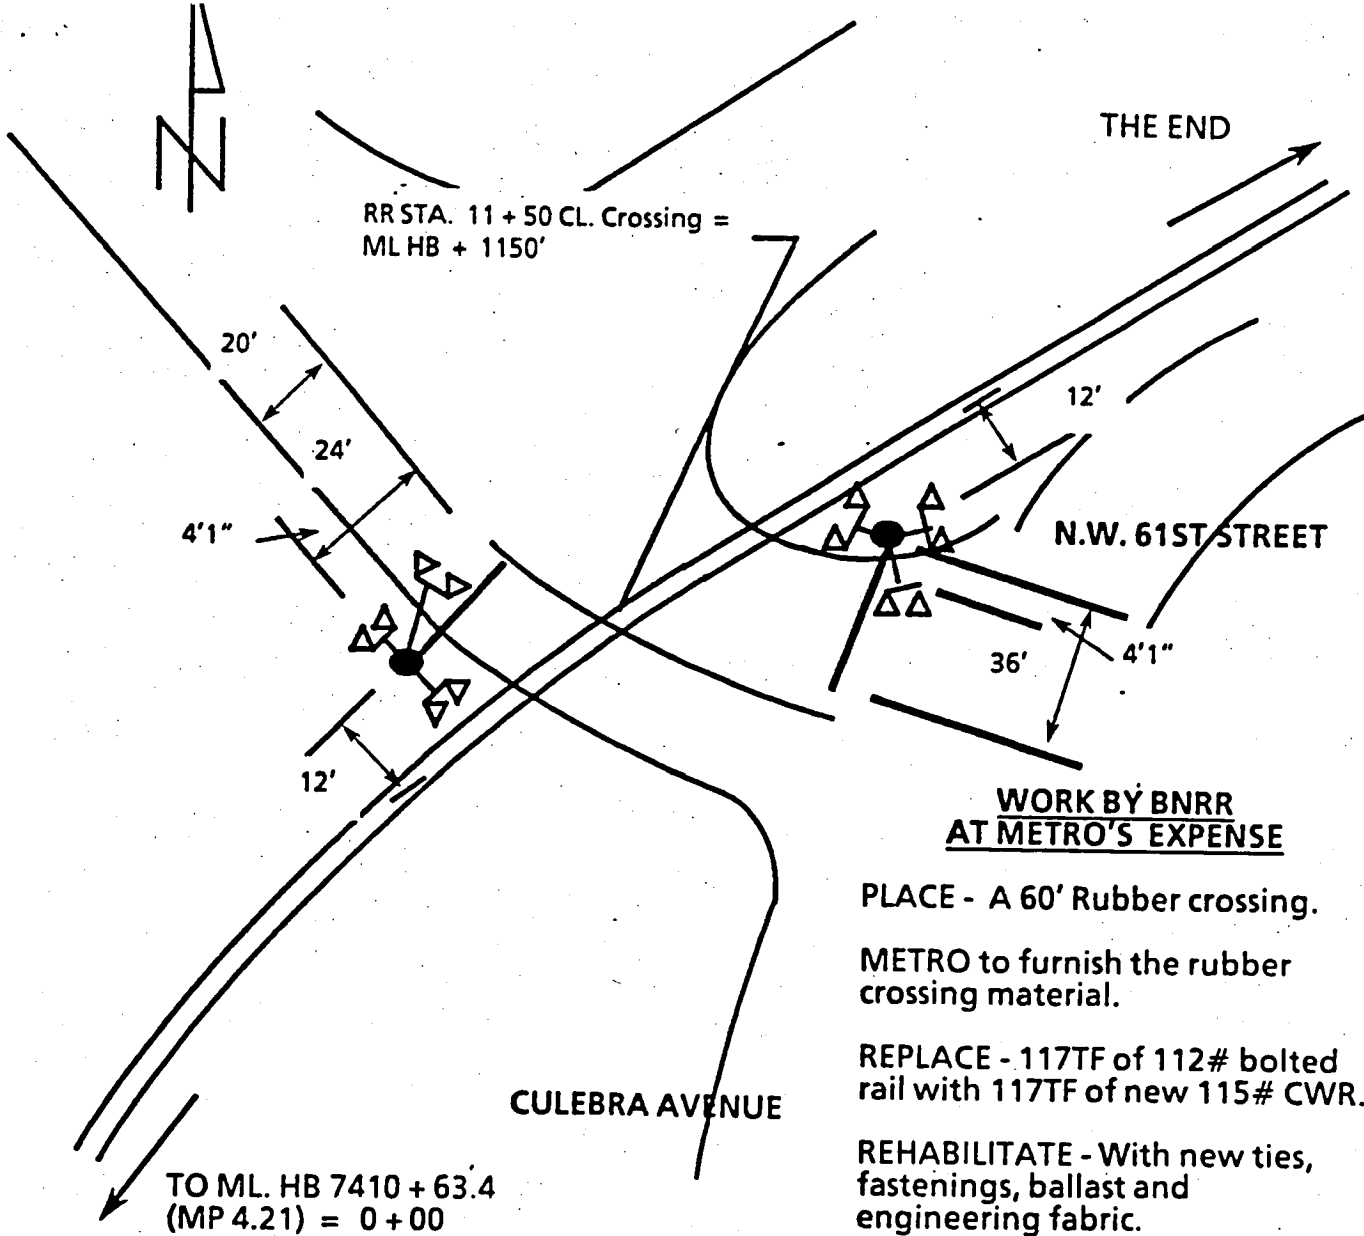 N
THE END
RR STA. 11 + 50 CL. Crossing =
ML HB + 1150'
20'
24'
4'1"
12'
N.W. 61ST STREET
36'
4'1"
12'
WORK BY BNRR
AT METRO'S EXPENSE
PLACE - A 60' Rubber crossing.
METRO to furnish the rubber
crossing material.
REPLACE - 117TF of 112# bolted
rail with 117TF of new 115# CWR.
REHABILITATE - With new ties,
fastenings, ballast and
engineering fabric.
CULEBRA AVENUE
TO ML. HB 7410 + 63.4
(MP 4.21) = 0 + 00